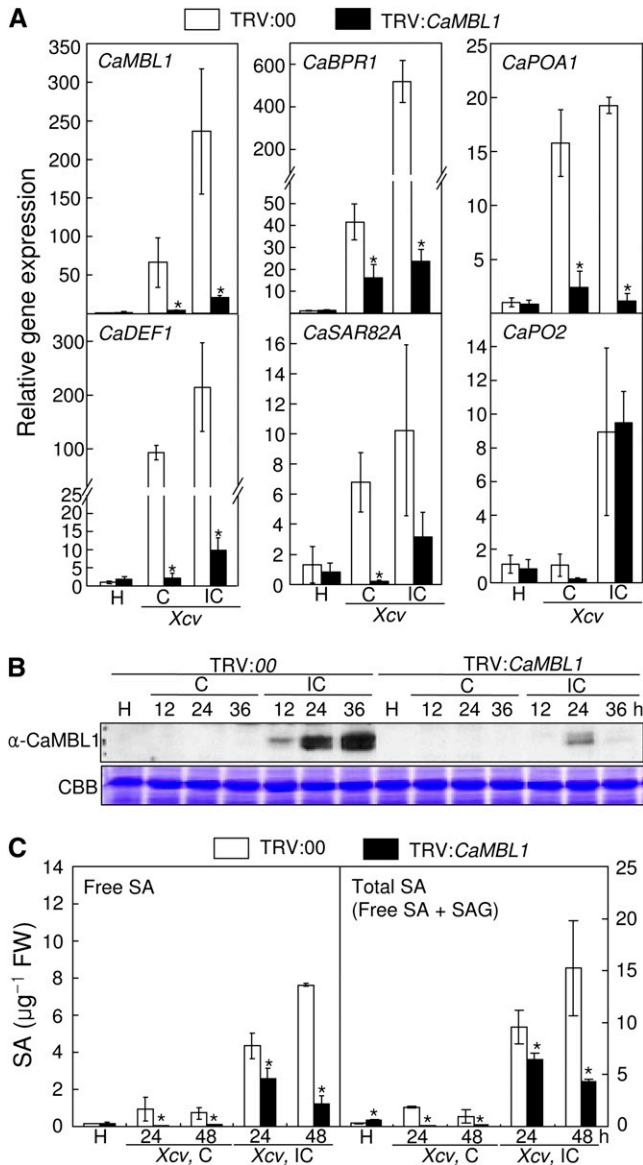 A
TRV:00 TRV:CaMBL1
Relative gene expression
CaMBL1
350
300
250
200
150
100
50
CaBPR1
600
400
200
50
40
30
20
10
0
CaPOA1
25
20
15
10
5
* * * * * *
CaDEF1
300
200
100
25
20
15
10
5
0
CaSAR82A
16
14
12
10
8
6
4
2
0
CaPO2
14
12
10
8
6
4
2
0
* * *
H C IC H C IC H C IC
Xcv Xcv Xcv
B
TRV:00 TRV:CaMBL1
C IC C IC
H 12 24 36 12 24 36 H 12 24 36 12 24 36 h
α-CaMBL1
CBB
C
TRV:00 TRV:CaMBL1
SA (µg⁻¹ FW)
Free SA
14
12
10
8
6
4
2
0
Total SA
(Free SA + SAG)
25
20
15
10
5
0
* * * * * * * * *
H 24 48 24 48 H 24 48 24 48 h
Xcv, C Xcv, IC Xcv, C Xcv, IC